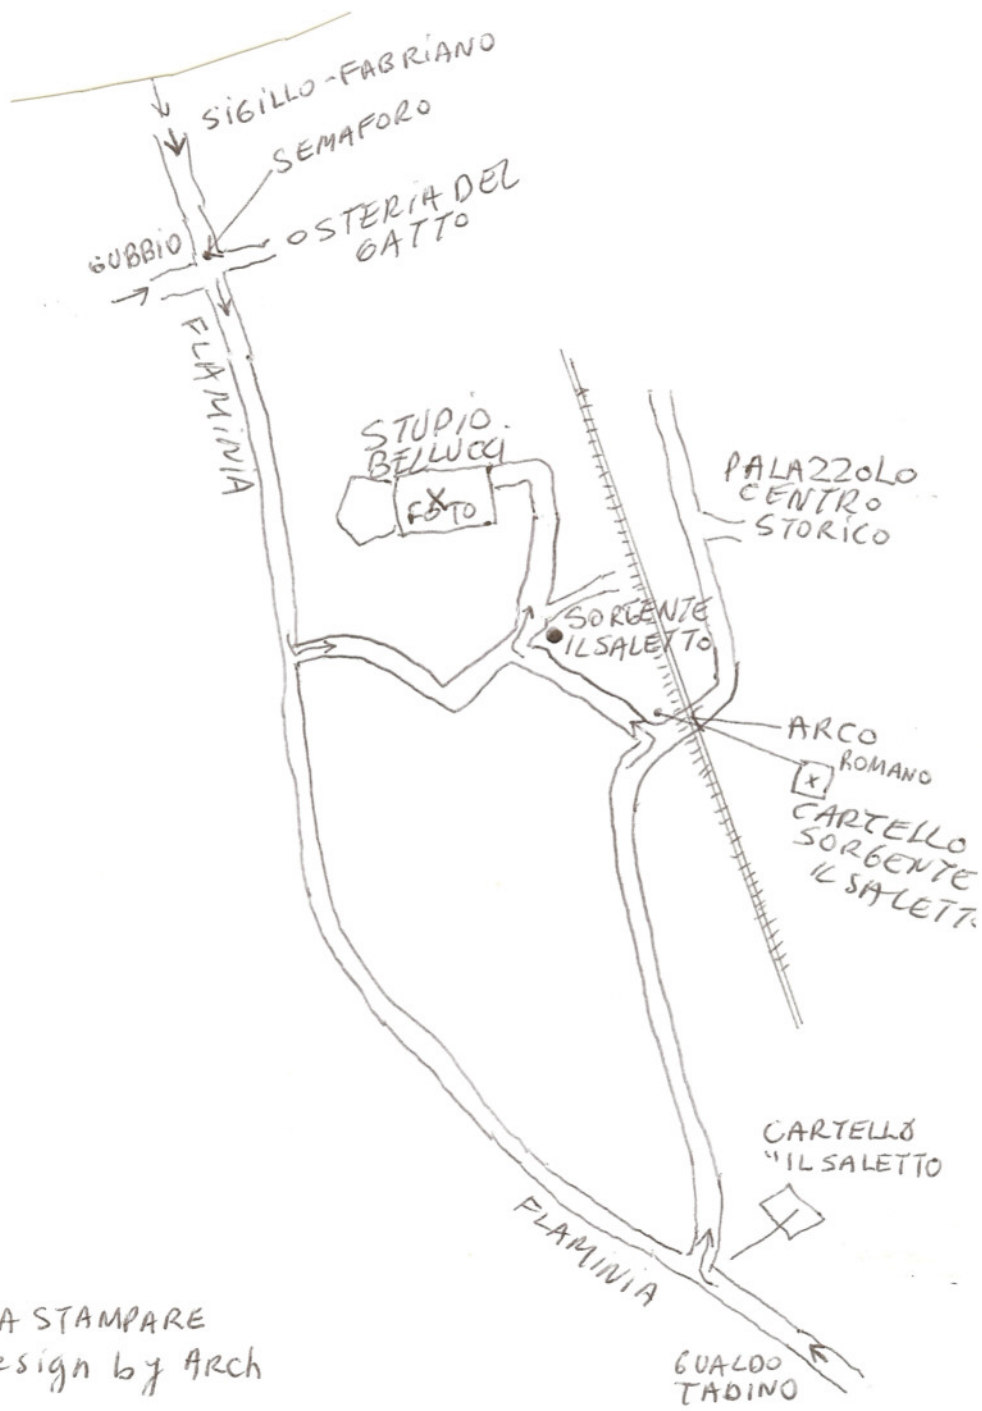 SIGILLO-FABRIANO
SEMAFORO
OSTERIA DEL
GATTO
GUBBIO
FLAMINIA
STUDIO
BELLUCCI
X
FOTO
PALAZZOLO
CENTRO
STORICO
SORGENTE
IL SALETTO
ARCO
ROMANO
X
CARTELLO
SORGENTE
IL SALETT
CARTELLO
"IL SALETTO
FLAMINIA
GUALDO
TADINO
A STAMPARE
esign by Arch